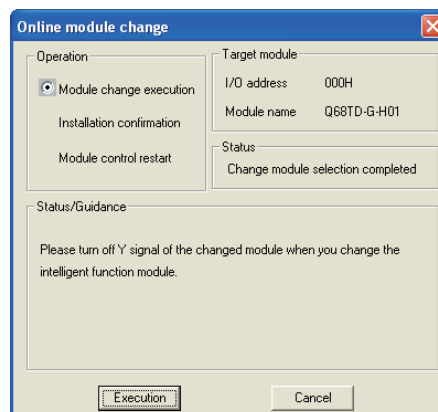 Online module change
Operation
Module change execution
Installation confirmation
Module control restart
Target module
I/O address 000H
Module name Q68TD-G-H01
Status
Change module selection completed
Status/Guidance
Please turn off Y signal of the changed module when you change the
intelligent function module.
Execution Cancel